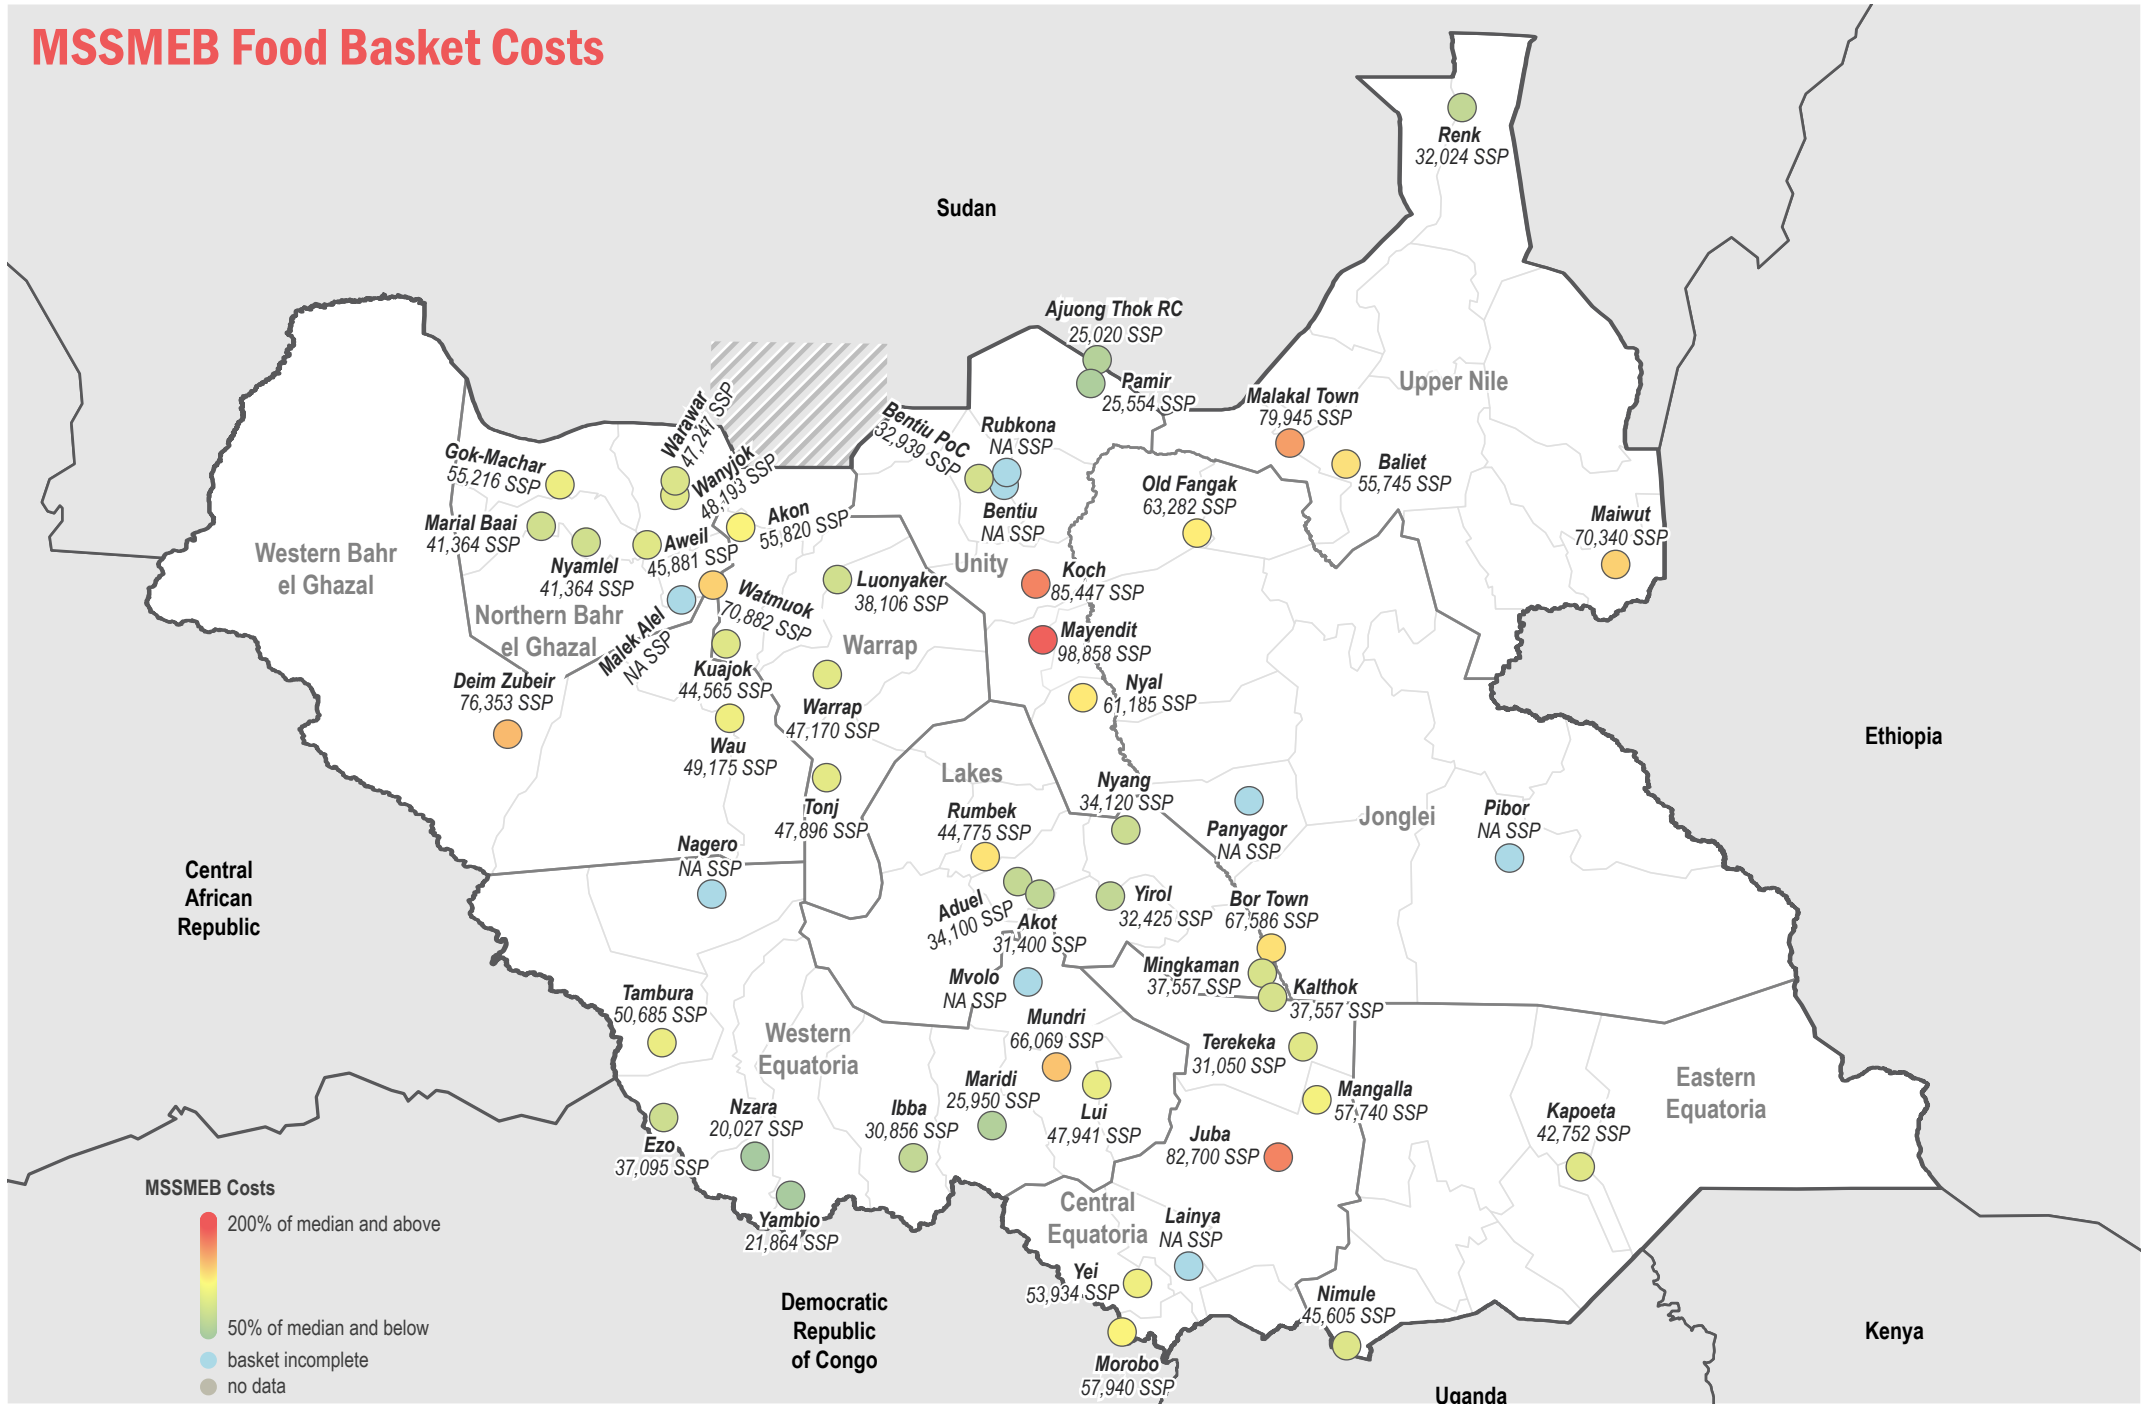 MSSMEB Food Basket Costs
Renk
32,024 SSP
Sudan
Ajuong Thok RC
25,020 SSP
Pamir
25,554 SSP
Upper Nile
Malakal Town
79,945 SSP
Baliet
55,745 SSP
Bentiu PoC
32,939 SSP
Rubkona
NA SSP
Bentiu
NA SSP
Old Fangak
63,282 SSP
Maiwut
70,340 SSP
Warawar
47,247 SSP
Wanyjok
48,193 SSP
Gok-Machar
55,216 SSP
Marial Baai
41,364 SSP
Nyamlel
41,364 SSP
Aweil
45,881 SSP
Akon
55,820 SSP
Western Bahr
el Ghazal
Northern Bahr
el Ghazal
Malek Alel
NA SSP
Watmuok
70,882 SSP
Luonyaker
38,106 SSP
Unity
Koch
85,447 SSP
Mayendit
98,858 SSP
Nyal
61,185 SSP
Warrap
Kuajok
44,565 SSP
Warrap
47,170 SSP
Deim Zubeir
76,353 SSP
Wau
49,175 SSP
Tonj
47,896 SSP
Ethiopia
Lakes
Nyang
34,120 SSP
Rumbek
44,775 SSP
Panyagor
NA SSP
Jonglei
Pibor
NA SSP
Nagero
NA SSP
Central
African
Republic
Aduel
34,100 SSP
Akot
31,400 SSP
Yirol
32,425 SSP
Bor Town
67,586 SSP
Mingkaman
37,557 SSP
Kalthok
37,557 SSP
Mvolo
NA SSP
Tambura
50,685 SSP
Western
Equatoria
Mundri
66,069 SSP
Terekeka
31,050 SSP
Mangalla
57,740 SSP
Eastern
Equatoria
Kapoeta
42,752 SSP
Maridi
25,950 SSP
Lui
47,941 SSP
Ibba
30,856 SSP
Nzara
20,027 SSP
Ezo
37,095 SSP
Juba
82,700 SSP
Yambio
21,864 SSP
Central
Equatoria
Lainya
NA SSP
Yei
53,934 SSP
Nimule
45,605 SSP
Morobo
57,940 SSP
Democratic
Republic
of Congo
Kenya
Uganda
MSSMEB Costs
200% of median and above
50% of median and below
basket incomplete
no data